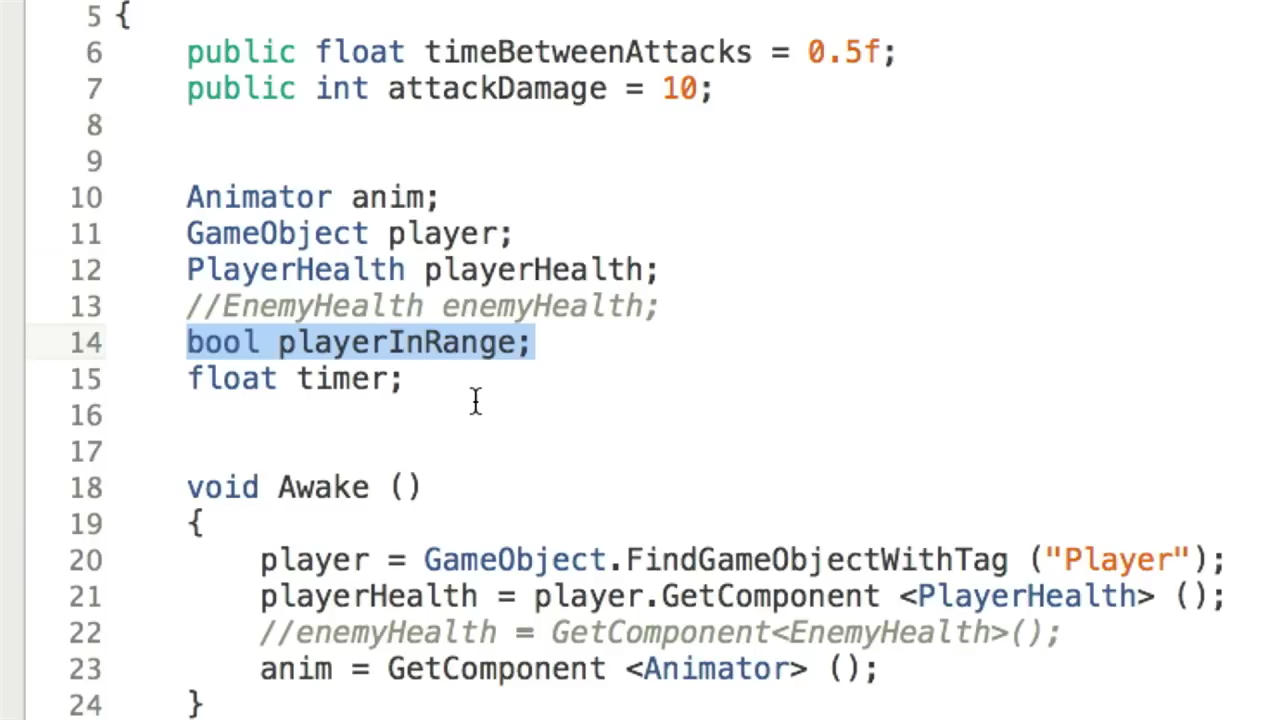 5 {
6 public float timeBetweenAttacks = 0.5f;
7 public int attackDamage = 10;
8
9
10 Animator anim;
11 GameObject player;
12 PlayerHealth playerHealth;
13 //EnemyHealth enemyHealth;
14 bool playerInRange;
15 float timer;
16
17
18 void Awake ()
19 {
20 player = GameObject.FindGameObjectWithTag ("Player");
21 playerHealth = player.GetComponent <PlayerHealth> ();
22 //enemyHealth = GetComponent<EnemyHealth>();
23 anim = GetComponent <Animator> ();
24 }